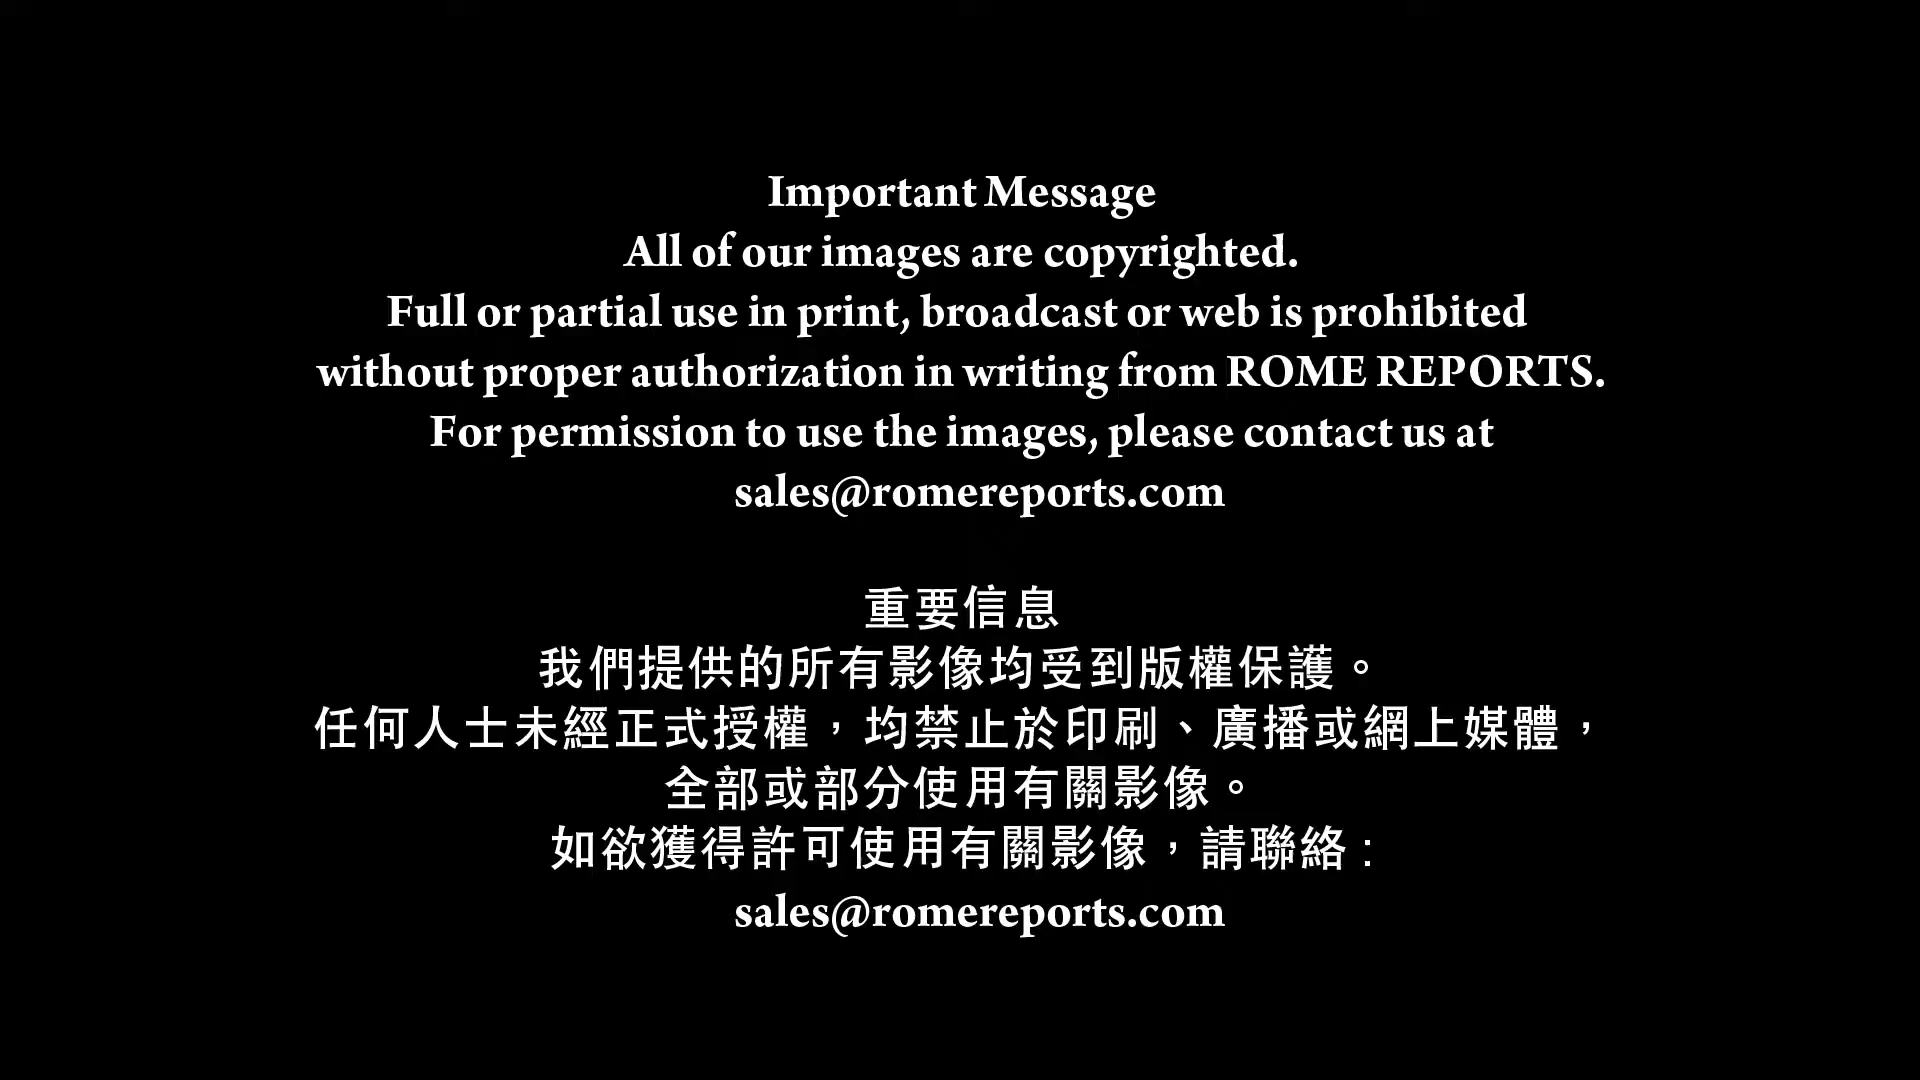 Important Message
All of our images are copyrighted.
Full or partial use in print, broadcast or web is prohibited
without proper authorization in writing from ROME REPORTS.
For permission to use the images, please contact us at
sales@romereports.com
重要信息
我們提供的所有影像均受到版權保護。
任何人士未經正式授權，均禁止於印刷、廣播或網上媒體，
全部或部分使用有關影像。
如欲獲得許可使用有關影像，請聯絡：
sales@romereports.com